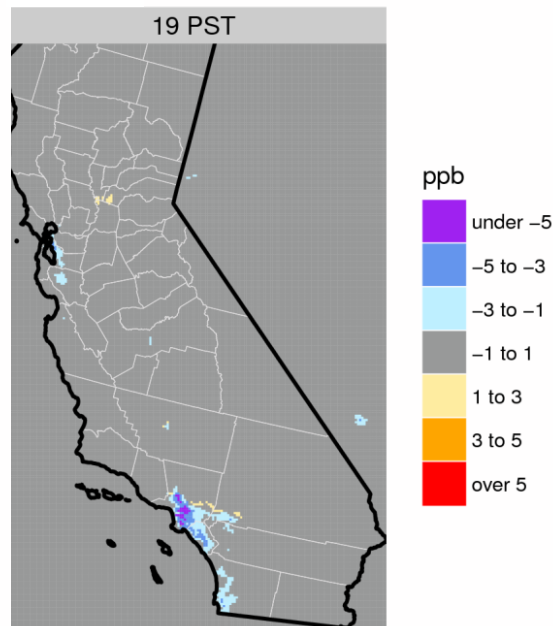 19 PST
ppb
under −5
−5 to −3
−3 to −1
−1 to 1
1 to 3
3 to 5
over 5